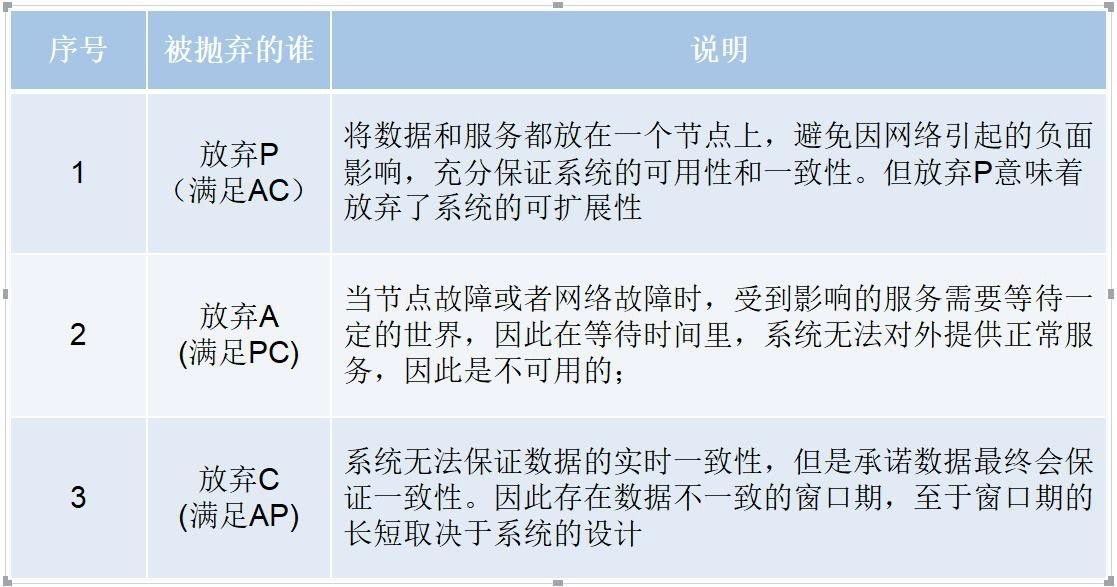 序号
被抛弃的谁
说明
1
放弃P
（满足AC）
将数据和服务都放在一个节点上，避免因网络引起的负面
影响，充分保证系统的可用性和一致性。但放弃P意味着
放弃了系统的可扩展性
2
放弃A
(满足PC)
当节点故障或者网络故障时，受到影响的服务需要等待一
定的世界，因此在等待时间里，系统无法对外提供正常服
务，因此是不可用的；
3
放弃C
(满足AP)
系统无法保证数据的实时一致性，但是承诺数据最终会保
证一致性。因此存在数据不一致的窗口期，至于窗口期的
长短取决于系统的设计